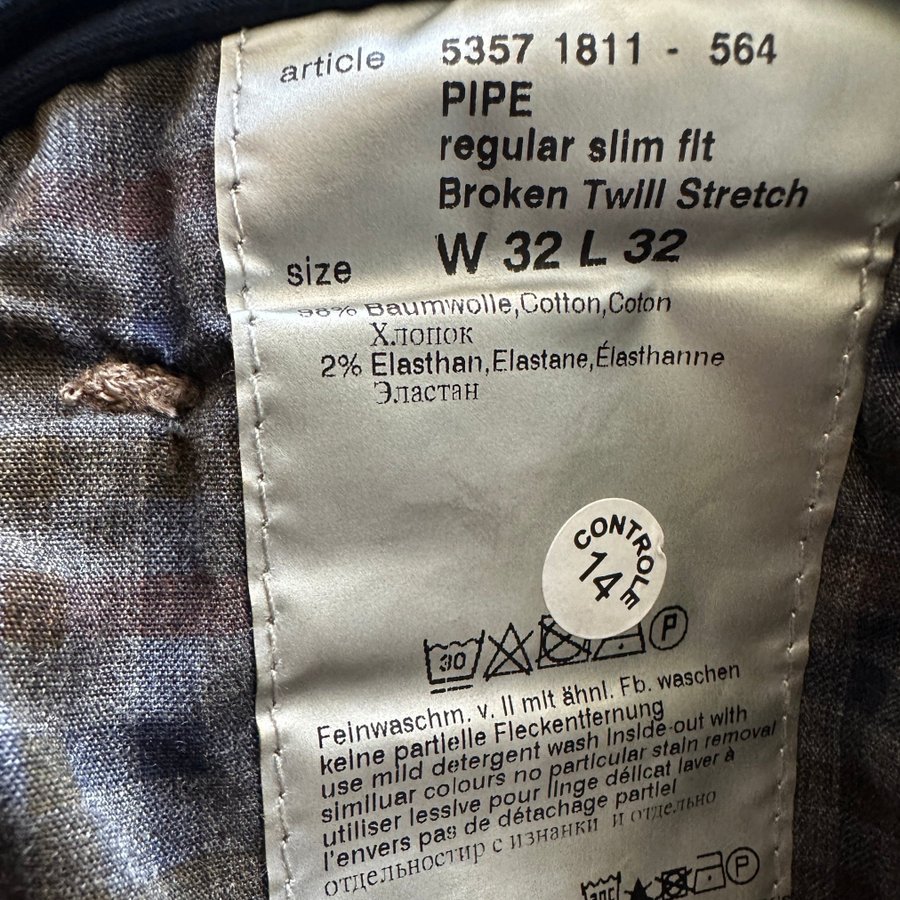 article 5357 1811 - 564
PIPE
regular slim fit
Broken Twill Stretch
size W 32 L 32
98% Baumwolle,Cotton,Coton
Хлопок
2% Elasthan,Elastane,Élasthanne
Эластан
CONTROLE
14
30 P
Feinwaschm. v. II mit ähnl. Fb. waschen
keine partielle Fleckentfernung
use mild detergent wash inside-out with
similuar colours no particular stain removal
utiliser lessive pour linge délicat laver à
l'envers pas de détachage partiel
отдельностир с изнанки и отдельно
P